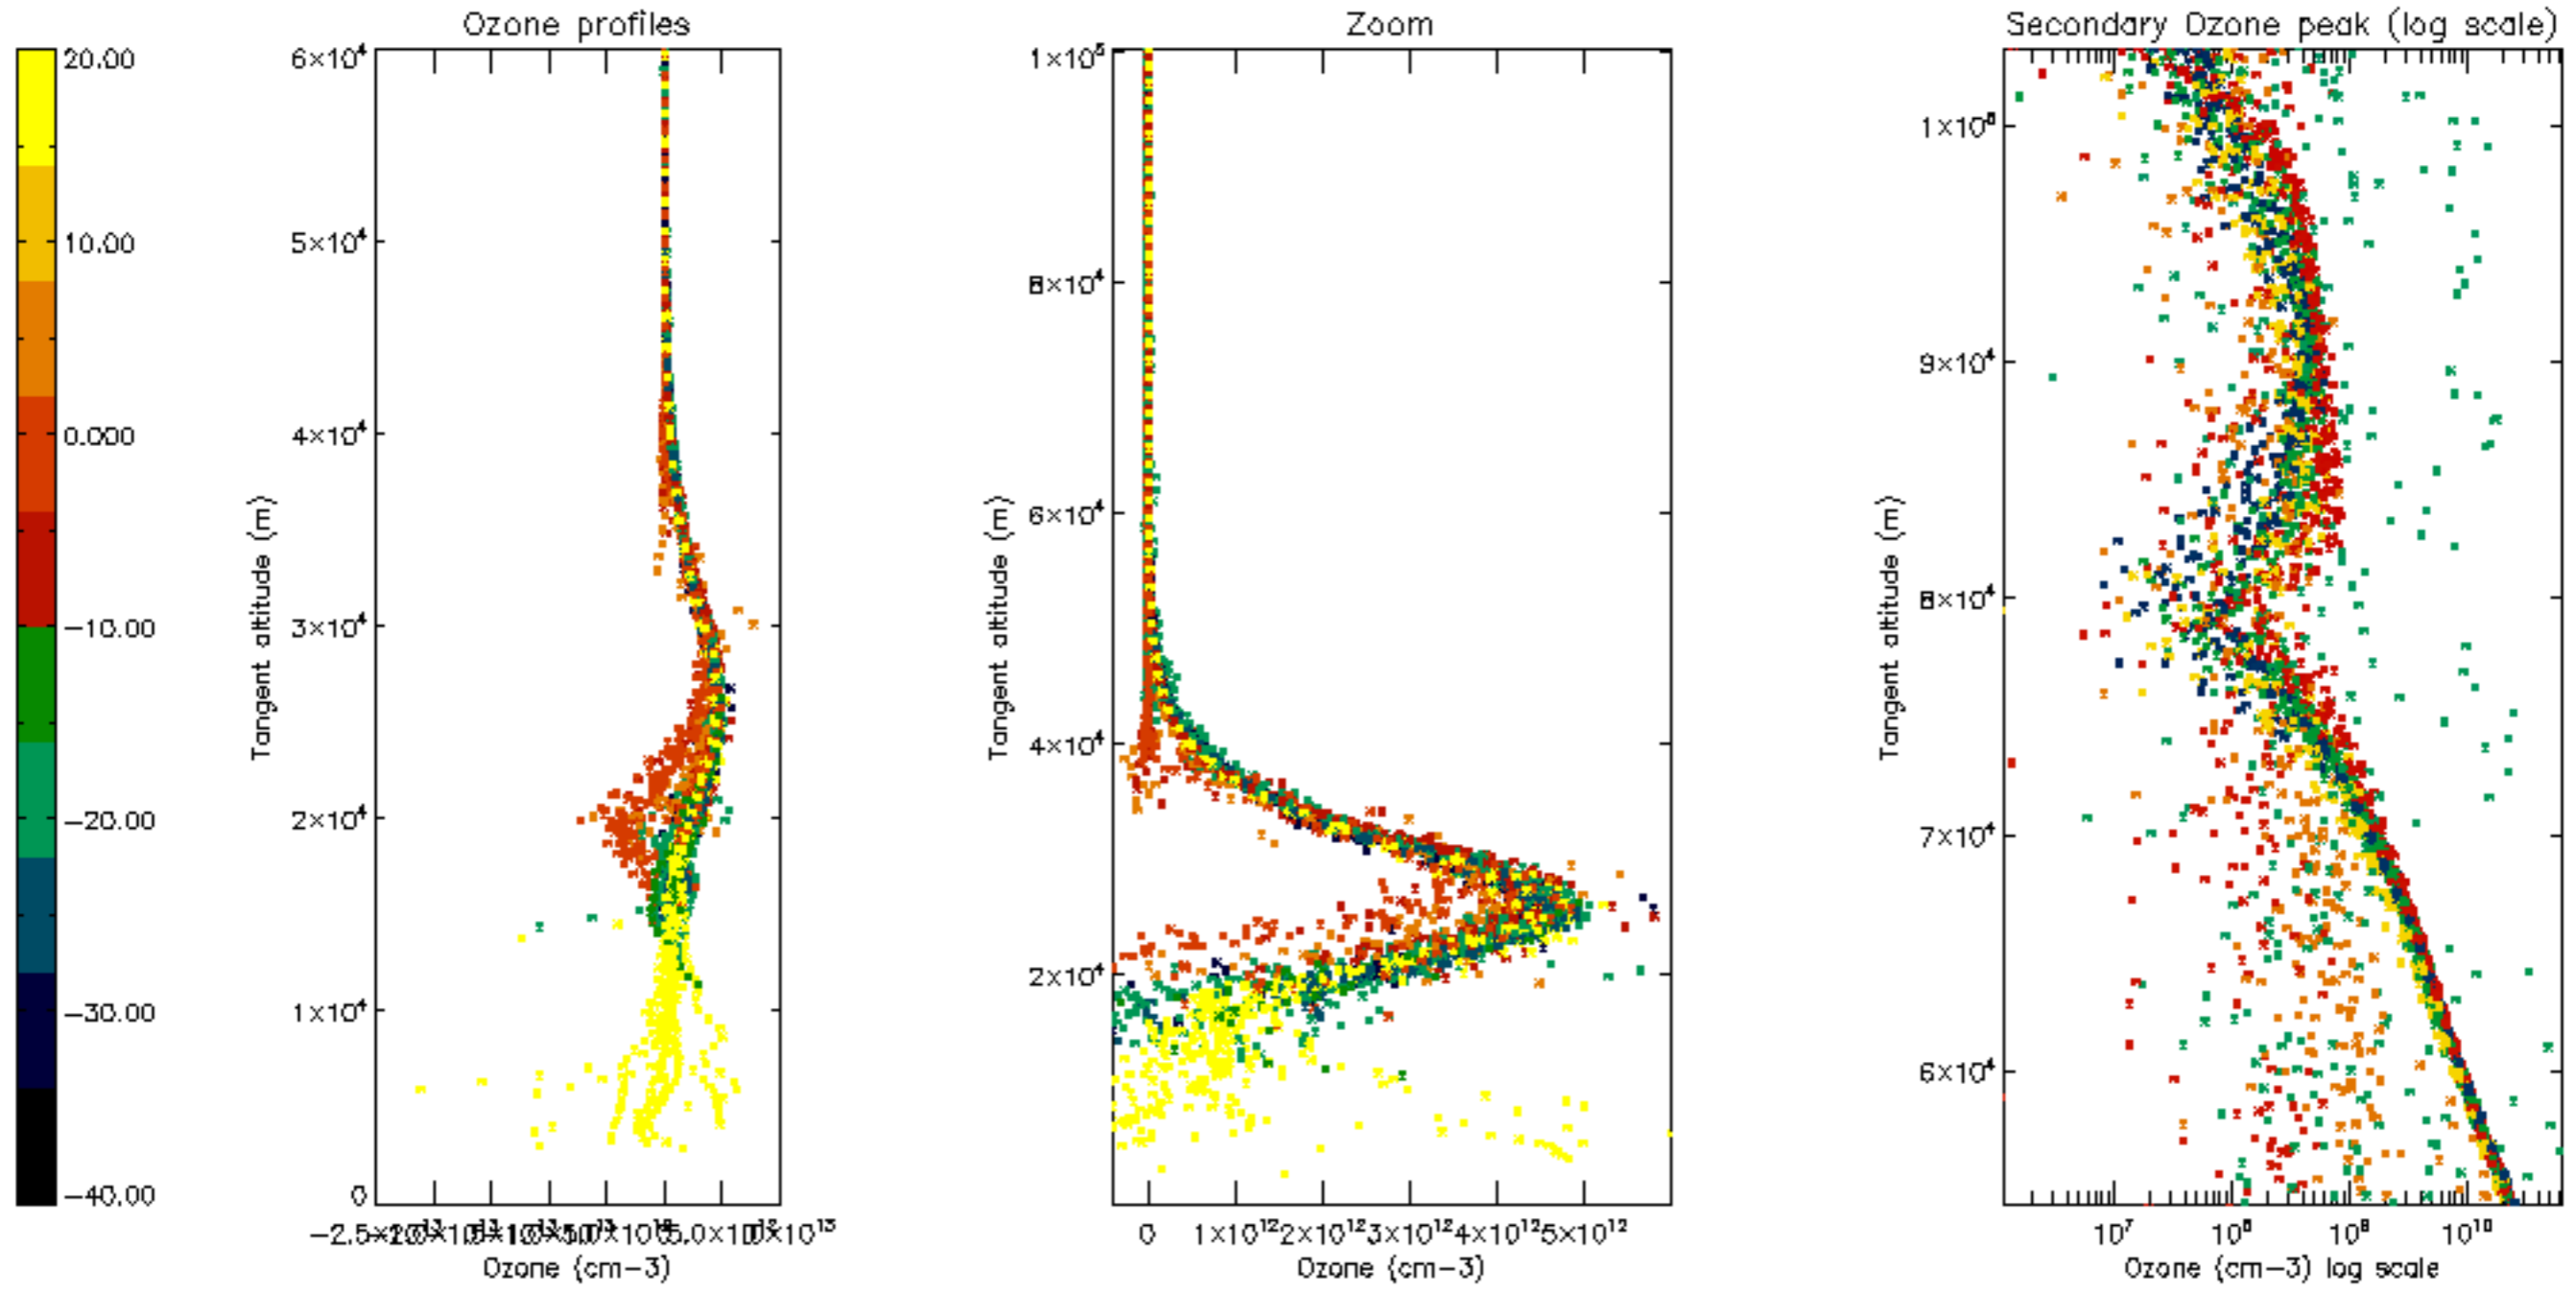 Ozone profiles
Zoom
Secondary Ozone peak (log scale)
20.00
10.00
0.000
−10.00
−20.00
−30.00
−40.00
Tangent altitude (m)
6×10⁴
5×10⁴
4×10⁴
3×10⁴
2×10⁴
1×10⁴
0
Ozone (cm−3)
Tangent altitude (m)
1×10⁵
8×10⁴
6×10⁴
4×10⁴
2×10⁴
0 1×10¹² 2×10¹² 3×10¹² 4×10¹² 5×10¹²
Ozone (cm−3)
Tangent altitude (m)
1×10⁵
9×10⁴
8×10⁴
7×10⁴
6×10⁴
10⁷ 10⁸ 10⁹ 10¹⁰
Ozone (cm−3) log scale